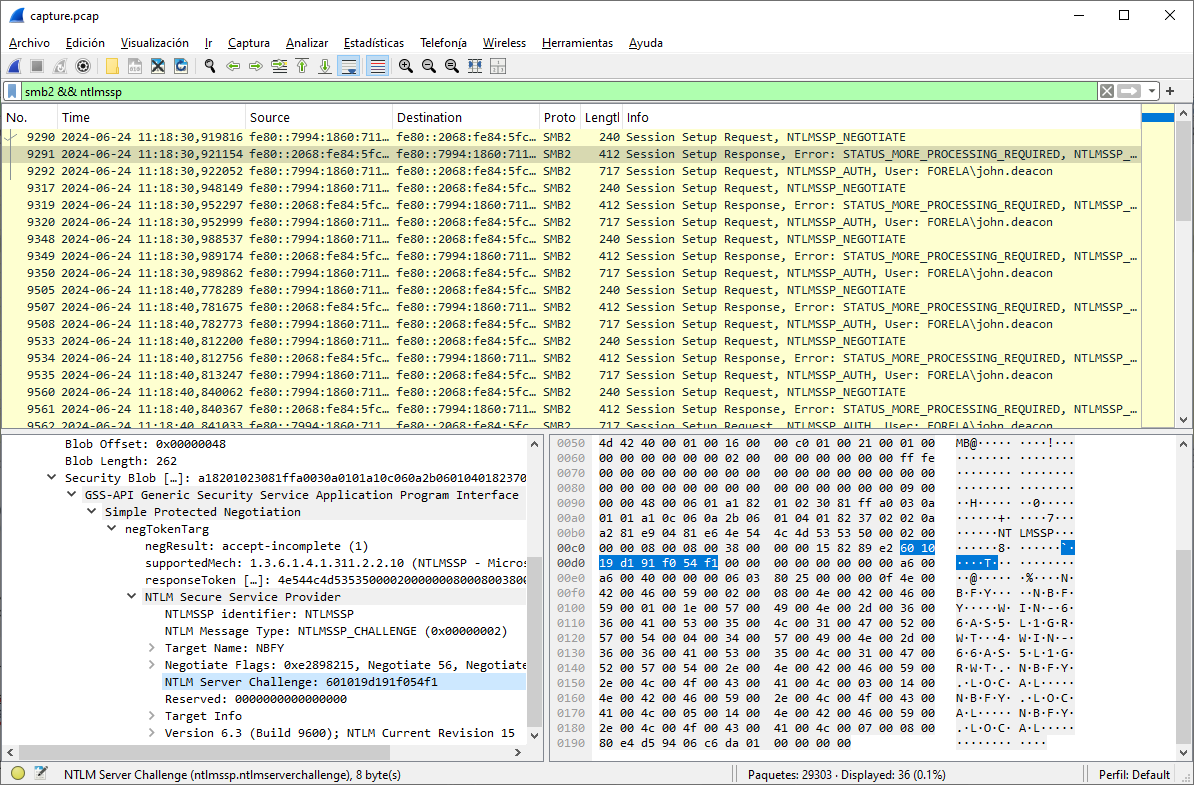 capture.pcap
Archivo Edición Visualización Ir Captura Analizar Estadísticas Telefonía Wireless Herramientas Ayuda
smb2 && ntlmssp
No. Time Source Destination Proto Lengtl Info
9290 2024-06-24 11:18:30,919816 fe80::7994:1860:711… fe80::2068:fe84:5fc… SMB2 240 Session Setup Request, NTLMSSP_NEGOTIATE
9291 2024-06-24 11:18:30,921154 fe80::2068:fe84:5fc… fe80::7994:1860:711… SMB2 412 Session Setup Response, Error: STATUS_MORE_PROCESSING_REQUIRED, NTLMSSP_…
9292 2024-06-24 11:18:30,922052 fe80::7994:1860:711… fe80::2068:fe84:5fc… SMB2 717 Session Setup Request, NTLMSSP_AUTH, User: FORELA\john.deacon
9317 2024-06-24 11:18:30,948149 fe80::7994:1860:711… fe80::2068:fe84:5fc… SMB2 240 Session Setup Request, NTLMSSP_NEGOTIATE
9319 2024-06-24 11:18:30,952297 fe80::2068:fe84:5fc… fe80::7994:1860:711… SMB2 412 Session Setup Response, Error: STATUS_MORE_PROCESSING_REQUIRED, NTLMSSP_…
9320 2024-06-24 11:18:30,952999 fe80::7994:1860:711… fe80::2068:fe84:5fc… SMB2 717 Session Setup Request, NTLMSSP_AUTH, User: FORELA\john.deacon
9348 2024-06-24 11:18:30,988537 fe80::7994:1860:711… fe80::2068:fe84:5fc… SMB2 240 Session Setup Request, NTLMSSP_NEGOTIATE
9349 2024-06-24 11:18:30,989174 fe80::2068:fe84:5fc… fe80::7994:1860:711… SMB2 412 Session Setup Response, Error: STATUS_MORE_PROCESSING_REQUIRED, NTLMSSP_…
9350 2024-06-24 11:18:30,989862 fe80::7994:1860:711… fe80::2068:fe84:5fc… SMB2 717 Session Setup Request, NTLMSSP_AUTH, User: FORELA\john.deacon
9505 2024-06-24 11:18:40,778289 fe80::7994:1860:711… fe80::2068:fe84:5fc… SMB2 240 Session Setup Request, NTLMSSP_NEGOTIATE
9507 2024-06-24 11:18:40,781675 fe80::2068:fe84:5fc… fe80::7994:1860:711… SMB2 412 Session Setup Response, Error: STATUS_MORE_PROCESSING_REQUIRED, NTLMSSP_…
9508 2024-06-24 11:18:40,782773 fe80::7994:1860:711… fe80::2068:fe84:5fc… SMB2 717 Session Setup Request, NTLMSSP_AUTH, User: FORELA\john.deacon
9533 2024-06-24 11:18:40,812200 fe80::7994:1860:711… fe80::2068:fe84:5fc… SMB2 240 Session Setup Request, NTLMSSP_NEGOTIATE
9534 2024-06-24 11:18:40,812756 fe80::2068:fe84:5fc… fe80::7994:1860:711… SMB2 412 Session Setup Response, Error: STATUS_MORE_PROCESSING_REQUIRED, NTLMSSP_…
9535 2024-06-24 11:18:40,813247 fe80::7994:1860:711… fe80::2068:fe84:5fc… SMB2 717 Session Setup Request, NTLMSSP_AUTH, User: FORELA\john.deacon
9560 2024-06-24 11:18:40,840062 fe80::7994:1860:711… fe80::2068:fe84:5fc… SMB2 240 Session Setup Request, NTLMSSP_NEGOTIATE
9561 2024-06-24 11:18:40,840367 fe80::2068:fe84:5fc… fe80::7994:1860:711… SMB2 412 Session Setup Response, Error: STATUS_MORE_PROCESSING_REQUIRED, NTLMSSP_…
9562 2024-06-24 11:18:40,841033 fe80::7994:1860:711… fe80::2068:fe84:5fc… SMB2 717 Session Setup Request, NTLMSSP_AUTH, User: FORELA\john.deacon
Blob Offset: 0x00000048
Blob Length: 262
Security Blob […]: a18201023081ffa0030a0101a10c060a2b0601040182370
GSS-API Generic Security Service Application Program Interface
Simple Protected Negotiation
negTokenTarg
negResult: accept-incomplete (1)
supportedMech: 1.3.6.1.4.1.311.2.2.10 (NTLMSSP - Micros
responseToken […]: 4e544c4d5353500002000000080008003800
NTLM Secure Service Provider
NTLMSSP identifier: NTLMSSP
NTLM Message Type: NTLMSSP_CHALLENGE (0x00000002)
Target Name: NBFY
Negotiate Flags: 0xe2898215, Negotiate 56, Negotiate
NTLM Server Challenge: 601019d191f054f1
Reserved: 0000000000000000
Target Info
Version 6.3 (Build 9600); NTLM Current Revision 15
0050 4d 42 40 00 01 00 16 00 00 c0 01 00 21 00 01 00 MB@····· ····!···
0060 00 00 00 00 00 00 02 00 00 00 00 00 00 00 ff fe ········ ········
0070 00 00 00 00 00 00 00 00 00 00 00 00 00 00 00 00 ········ ········
0080 00 00 00 00 00 00 00 00 00 00 00 00 00 00 09 00 ········ ········
0090 00 00 48 00 06 01 a1 82 01 02 30 81 ff a0 03 0a ··H····· ··0·····
00a0 01 01 a1 0c 06 0a 2b 06 01 04 01 82 37 02 02 0a ······+· ····7···
00b0 a2 81 e9 04 81 e6 4e 54 4c 4d 53 53 50 00 02 00 ······NT LMSSP···
00c0 00 00 08 00 08 00 38 00 00 00 15 82 89 e2 60 10 ······8· ······`·
00d0 19 d1 91 f0 54 f1 00 00 00 00 00 00 00 00 a6 00 ····T··· ········
00e0 a6 00 40 00 00 00 06 03 80 25 00 00 00 0f 4e 00 ··@····· ·%····N·
00f0 42 00 46 00 59 00 02 00 08 00 4e 00 42 00 46 00 B·F·Y··· ··N·B·F·
0100 59 00 01 00 1e 00 57 00 49 00 4e 00 2d 00 36 00 Y·····W· I·N·-·6·
0110 36 00 41 00 53 00 35 00 4c 00 31 00 47 00 52 00 6·A·S·5· L·1·G·R·
0120 57 00 54 00 04 00 34 00 57 00 49 00 4e 00 2d 00 W·T···4· W·I·N·-·
0130 36 00 36 00 41 00 53 00 35 00 4c 00 31 00 47 00 6·6·A·S· 5·L·1·G·
0140 52 00 57 00 54 00 2e 00 4e 00 42 00 46 00 59 00 R·W·T·.· N·B·F·Y·
0150 2e 00 4c 00 4f 00 43 00 41 00 4c 00 03 00 14 00 .·L·O·C· A·L·····
0160 4e 00 42 00 46 00 59 00 2e 00 4c 00 4f 00 43 00 N·B·F·Y· .·L·O·C·
0170 41 00 4c 00 05 00 14 00 4e 00 42 00 46 00 59 00 A·L····· N·B·F·Y·
0180 2e 00 4c 00 4f 00 43 00 41 00 4c 00 07 00 08 00 .·L·O·C· A·L·····
0190 80 e4 d5 94 06 c6 da 01 00 00 00 00 ········ ····
NTLM Server Challenge (ntlmssp.ntlmserverchallenge), 8 byte(s) Paquetes: 29303 · Displayed: 36 (0.1%) Perfil: Default